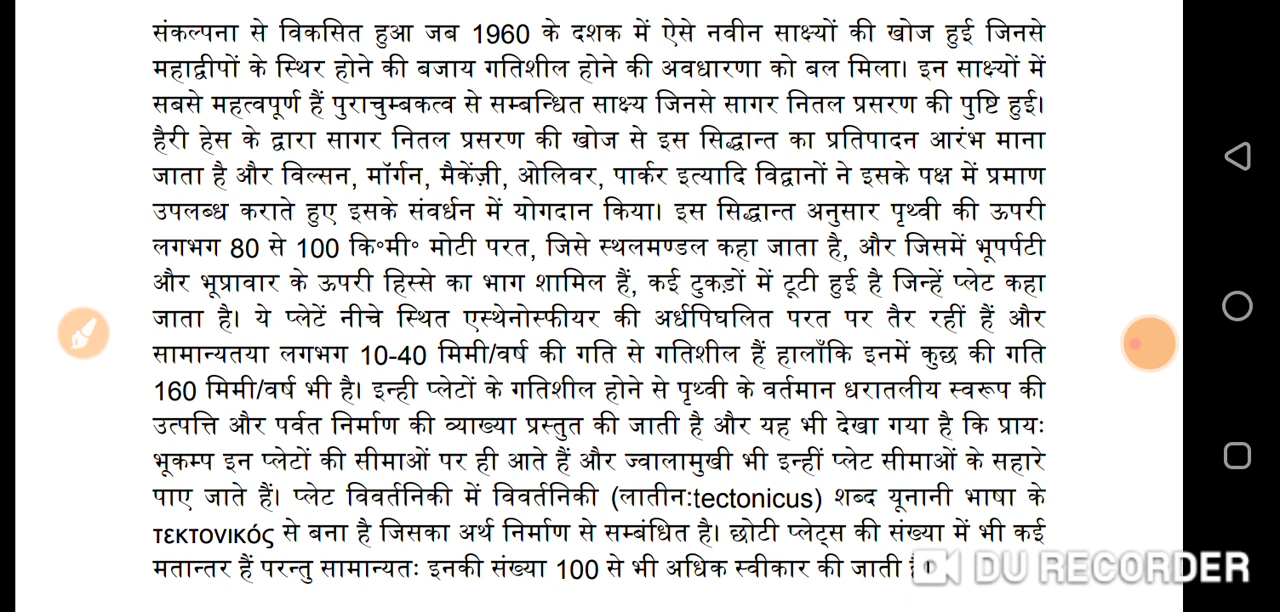 संकल्पना से विकसित हुआ जब 1960 के दशक में ऐसे नवीन साक्ष्यों की खोज हुई जिनसे
महाद्वीपों के स्थिर होने की बजाय गतिशील होने की अवधारणा को बल मिला। इन साक्ष्यों में
सबसे महत्वपूर्ण हैं पुराचुम्बकत्व से सम्बन्धित साक्ष्य जिनसे सागर नितल प्रसरण की पुष्टि हुई।
हैरी हेस के द्वारा सागर नितल प्रसरण की खोज से इस सिद्धान्त का प्रतिपादन आरंभ माना
जाता है और विल्सन, मॉर्गन, मैकेंज़ी, ओलिवर, पार्कर इत्यादि विद्वानों ने इसके पक्ष में प्रमाण
उपलब्ध कराते हुए इसके संवर्धन में योगदान किया। इस सिद्धान्त अनुसार पृथ्वी की ऊपरी
लगभग 80 से 100 कि॰मी॰ मोटी परत, जिसे स्थलमण्डल कहा जाता है, और जिसमें भूपर्पटी
और भूप्रावार के ऊपरी हिस्से का भाग शामिल हैं, कई टुकड़ों में टूटी हुई है जिन्हें प्लेट कहा
जाता है। ये प्लेटें नीचे स्थित एस्थेनोस्फीयर की अर्धपिघलित परत पर तैर रहीं हैं और
सामान्यतया लगभग 10-40 मिमी/वर्ष की गति से गतिशील हैं हालाँकि इनमें कुछ की गति
160 मिमी/वर्ष भी है। इन्ही प्लेटों के गतिशील होने से पृथ्वी के वर्तमान धरातलीय स्वरूप की
उत्पत्ति और पर्वत निर्माण की व्याख्या प्रस्तुत की जाती है और यह भी देखा गया है कि प्रायः
भूकम्प इन प्लेटों की सीमाओं पर ही आते हैं और ज्वालामुखी भी इन्हीं प्लेट सीमाओं के सहारे
पाए जाते हैं। प्लेट विवर्तनिकी में विवर्तनिकी (लातीन:tectonicus) शब्द यूनानी भाषा के
τεκτονικός से बना है जिसका अर्थ निर्माण से सम्बंधित है। छोटी प्लेट्स की संख्या में भी कई
मतान्तर हैं परन्तु सामान्यतः इनकी संख्या 100 से भी अधिक स्वीकार की जाती
DU RECORDER